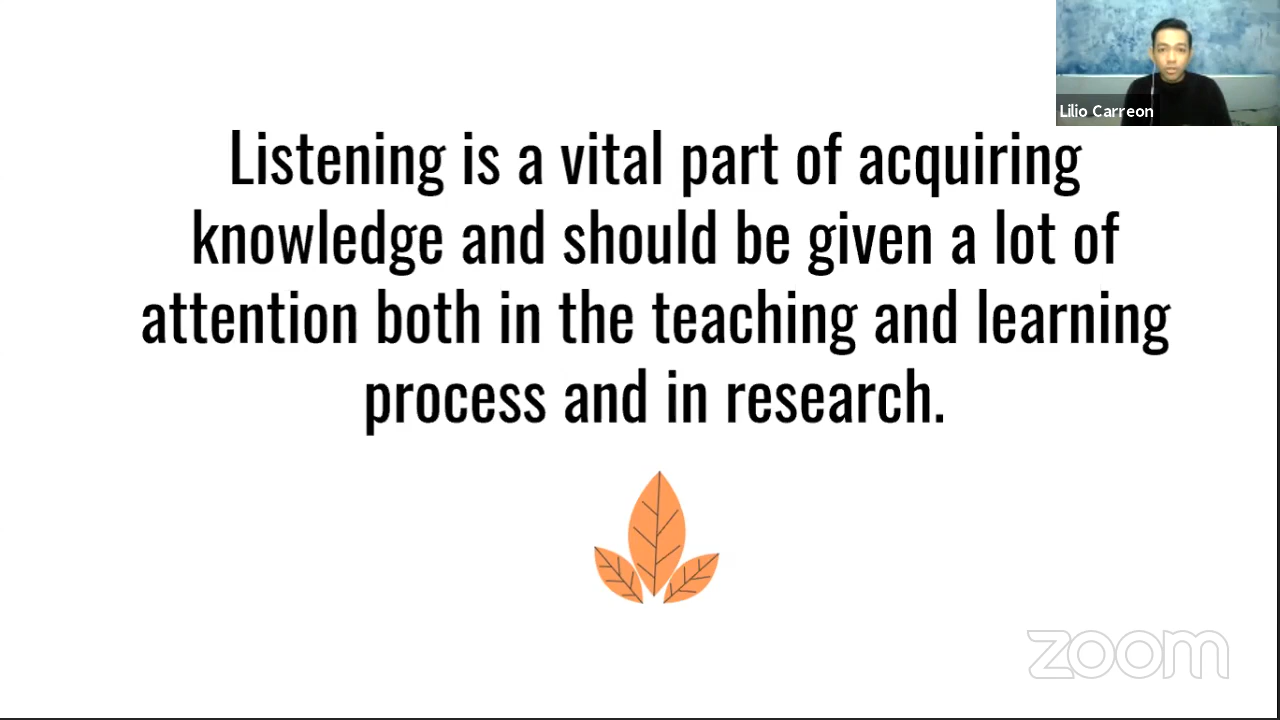 Lilio Carreon
Listening is a vital part of acquiring
knowledge and should be given a lot of
attention both in the teaching and learning
process and in research.
zoom